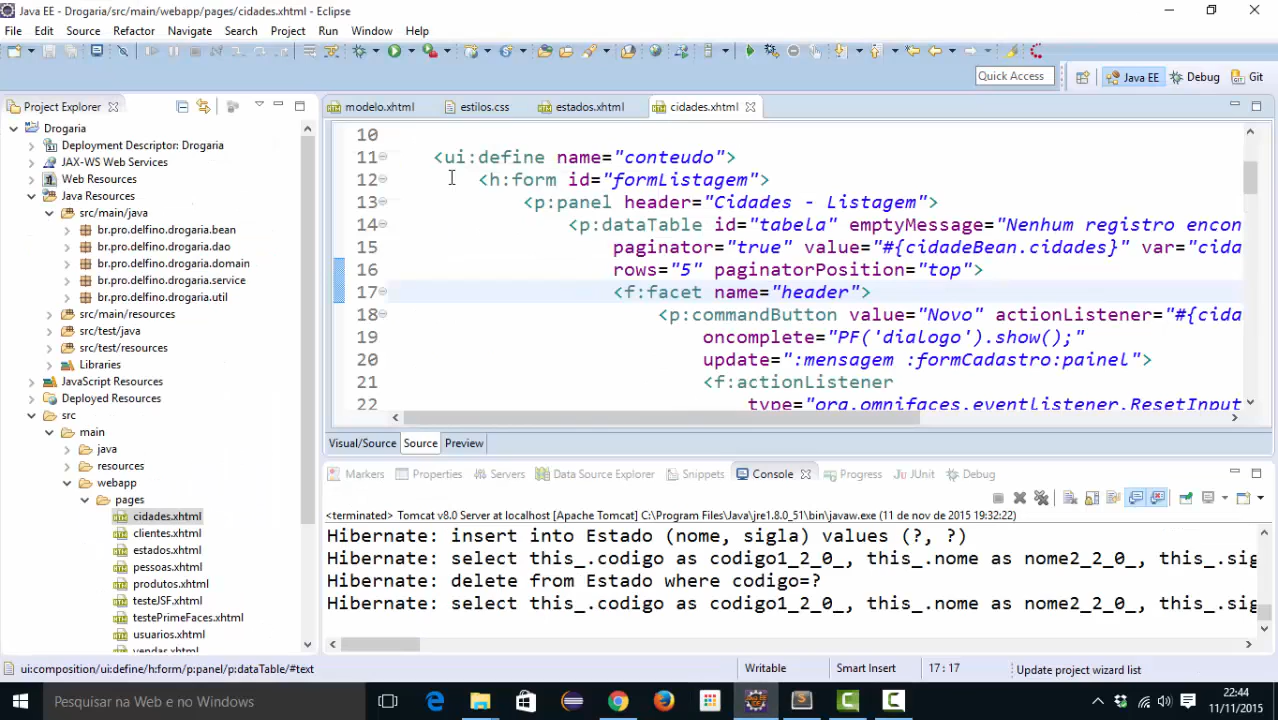 Java EE - Drogaria/src/main/webapp/pages/cidades.xhtml - Eclipse
File Edit Source Refactor Navigate Search Project Run Window Help
Quick Access Java EE Debug Git
Project Explorer
modelo.xhtml estilos.css estados.xhtml cidades.xhtml
Drogaria
Deployment Descriptor: Drogaria
JAX-WS Web Services
Web Resources
Java Resources
src/main/java
br.pro.delfino.drogaria.bean
br.pro.delfino.drogaria.dao
br.pro.delfino.drogaria.domain
br.pro.delfino.drogaria.service
br.pro.delfino.drogaria.util
src/main/resources
src/test/java
src/test/resources
Libraries
JavaScript Resources
Deployed Resources
src
main
java
resources
webapp
pages
cidades.xhtml
clientes.xhtml
estados.xhtml
pessoas.xhtml
produtos.xhtml
testeJSF.xhtml
testePrimeFaces.xhtml
usuarios.xhtml
vendas.xhtml
10
11 <ui:define name="conteudo">
12 <h:form id="formListagem">
13 <p:panel header="Cidades - Listagem">
14 <p:dataTable id="tabela" emptyMessage="Nenhum registro encon
15 paginator="true" value="#{cidadeBean.cidades}" var="cida
16 rows="5" paginatorPosition="top">
17 <f:facet name="header">
18 <p:commandButton value="Novo" actionListener="#{cida
19 oncomplete="PF('dialogo').show();"
20 update=":mensagem :formCadastro:painel">
21 <f:actionListener
22 type="org.omnifaces.eventlistener.ResetInput
Visual/Source Source Preview
Markers Properties Servers Data Source Explorer Snippets Console Progress JUnit Debug
<terminated> Tomcat v8.0 Server at localhost [Apache Tomcat] C:\Program Files\Java\jre1.8.0_51\bin\javaw.exe (11 de nov de 2015 19:32:22)
Hibernate: insert into Estado (nome, sigla) values (?, ?)
Hibernate: select this_.codigo as codigo1_2_0_, this_.nome as nome2_2_0_, this_.sig
Hibernate: delete from Estado where codigo=?
Hibernate: select this_.codigo as codigo1_2_0_, this_.nome as nome2_2_0_, this_.sig
ui:composition/ui:define/h:form/p:panel/p:dataTable/#text Writable Smart Insert 17 : 17 Update project wizard list
Pesquisar na Web e no Windows
22:44
11/11/2015